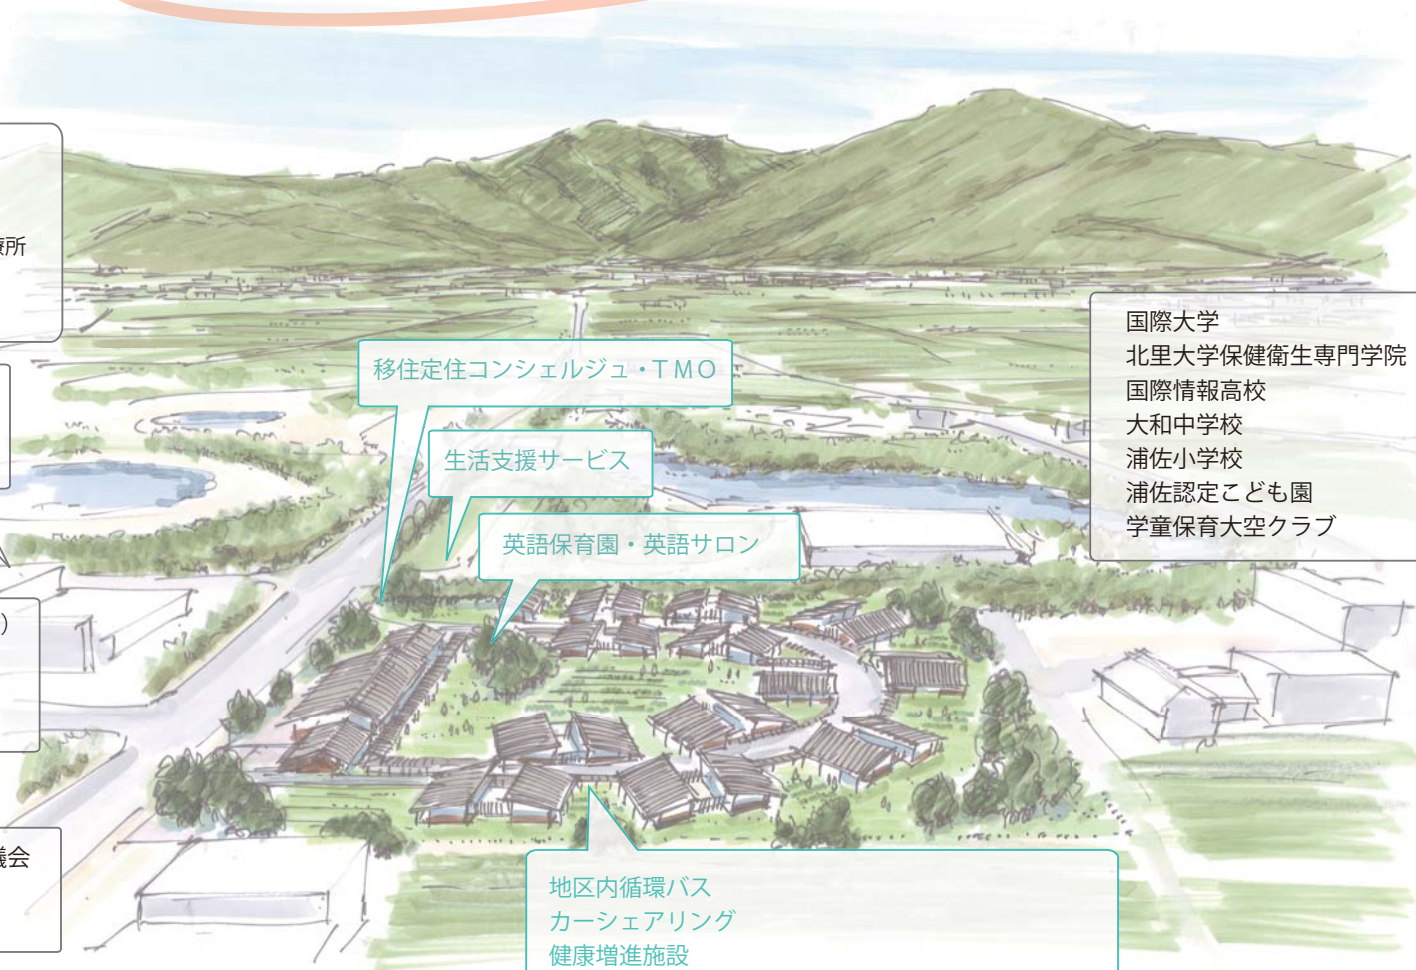 療所
移住定住コンシェルジュ・TMO
生活支援サービス
英語保育園・英語サロン
国際大学
北里大学保健衛生専門学院
国際情報高校
大和中学校
浦佐小学校
浦佐認定こども園
学童保育大空クラブ
)
議会
地区内循環バス
カーシェアリング
健康増進施設